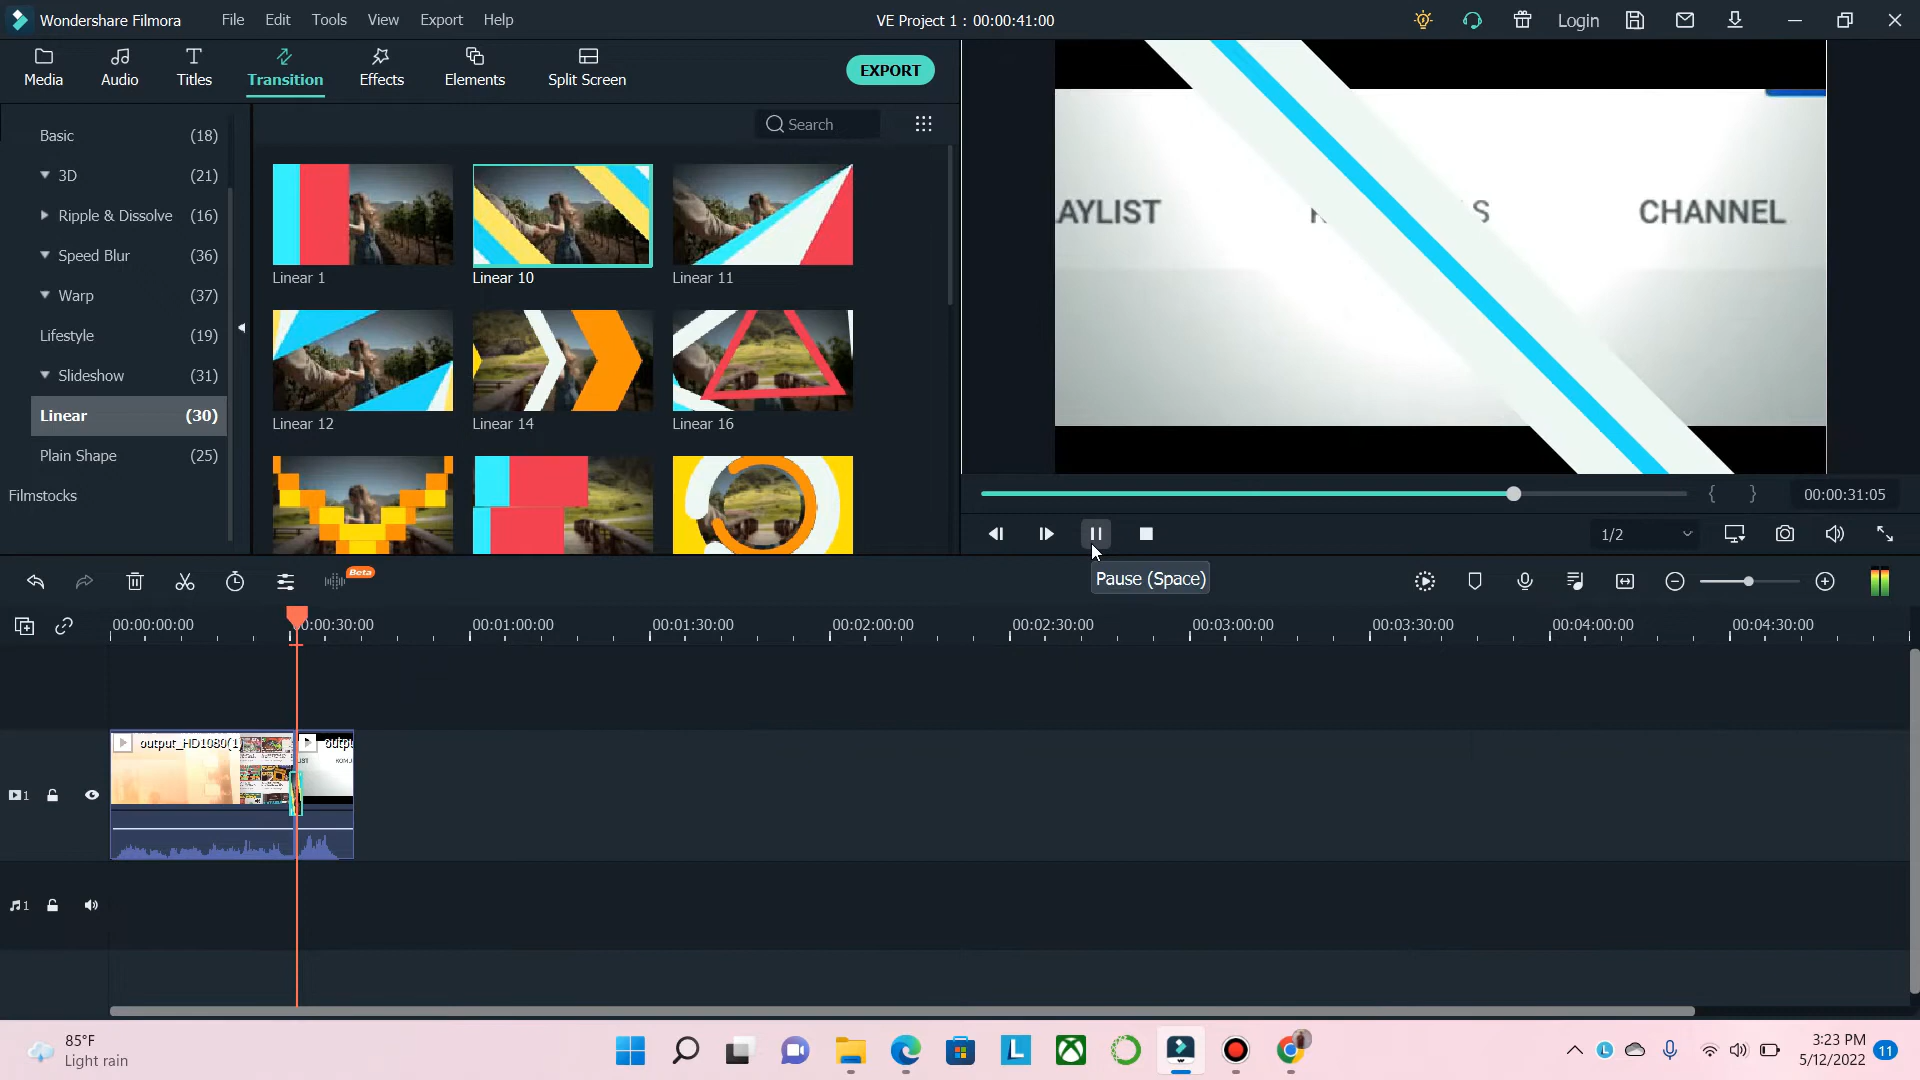 Wondershare Filmora
File
Edit
Tools
View
Export
Help
VE Project 1 : 00:00:41:00
Login
Media
Audio
Titles
Transition
Effects
Elements
Split Screen
EXPORT
Search
Basic (18)
3D (21)
Ripple & Dissolve (16)
Speed Blur (36)
Warp (37)
Lifestyle (19)
Slideshow (31)
Linear (30)
Plain Shape (25)
Filmstocks
Linear 1
Linear 10
Linear 11
Linear 12
Linear 14
Linear 16
AYLIST
CHANNEL
00:00:31:05
1/2
Pause (Space)
Beta
00:00:00:00
0:00:30:00
00:01:00:00
00:01:30:00
00:02:00:00
00:02:30:00
00:03:00:00
00:03:30:00
00:04:00:00
00:04:30:00
output_HD1080(1)
outpu
1
1
85°F
Light rain
3:23 PM
5/12/2022
11